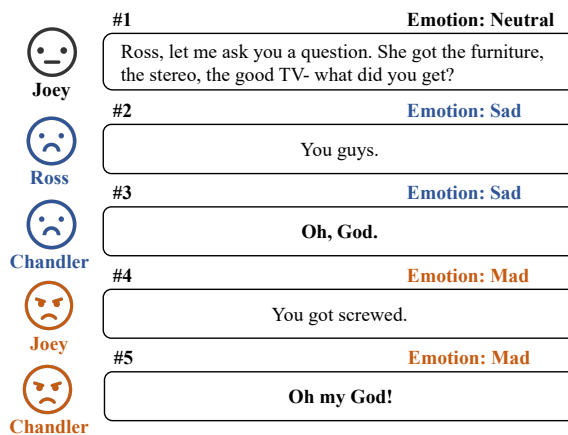 #1 Emotion: Neutral
Ross, let me ask you a question. She got the furniture,
the stereo, the good TV- what did you get?
Joey
#2 Emotion: Sad
You guys.
Ross
#3 Emotion: Sad
Oh, God.
Chandler
#4 Emotion: Mad
You got screwed.
Joey
#5 Emotion: Mad
Oh my God!
Chandler